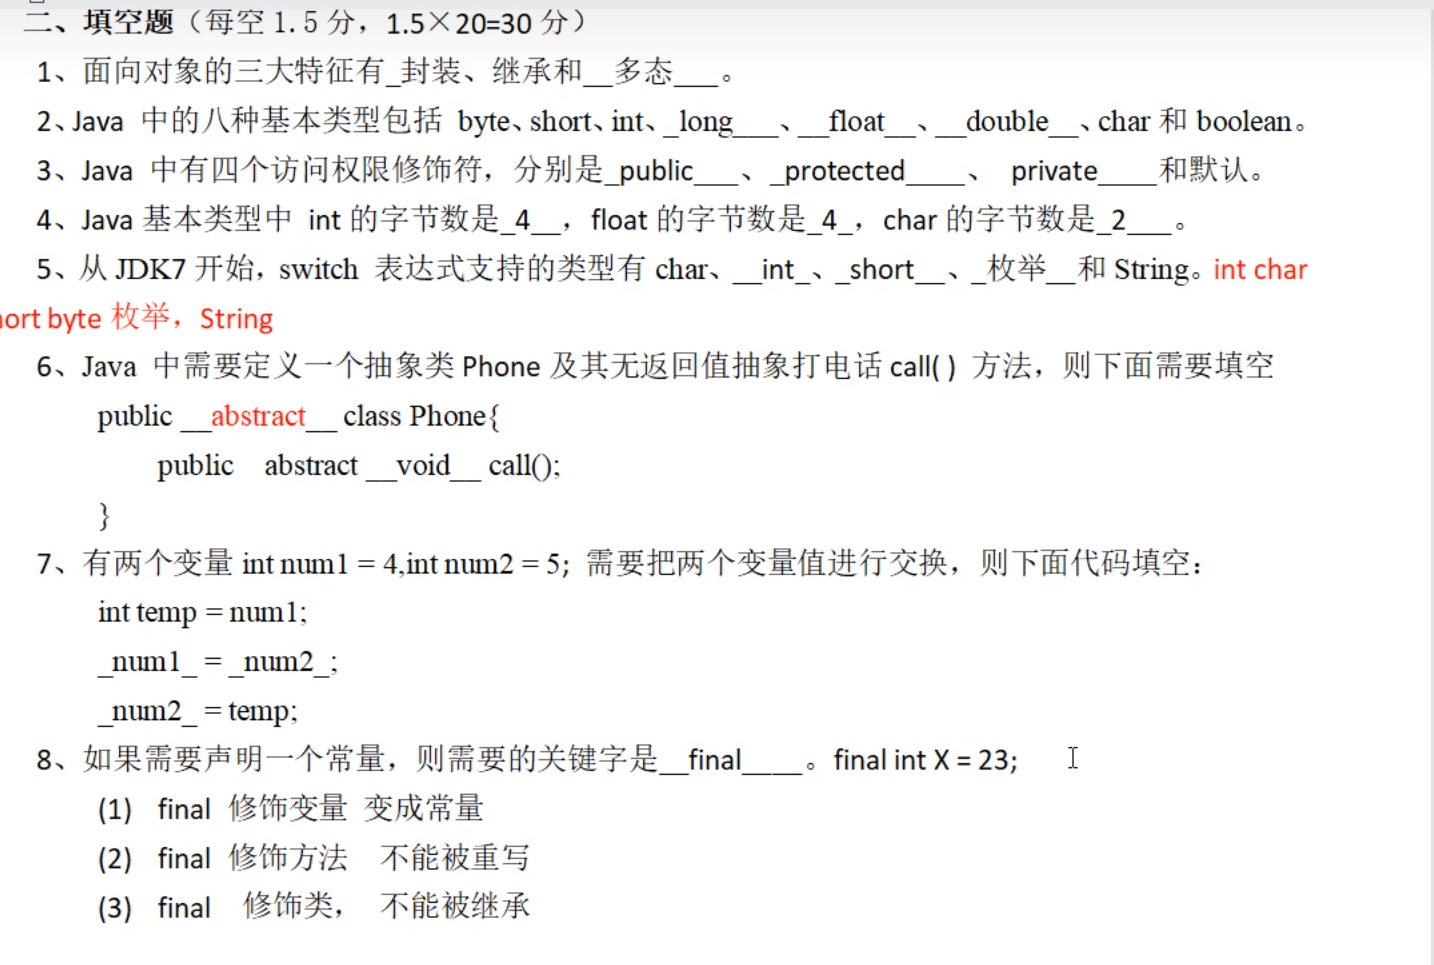 二、填空题（每空 1.5 分，1.5×20=30 分）
1、面向对象的三大特征有_封装、继承和__多态___。
2、Java 中的八种基本类型包括 byte、short、int、_long___、__float__、__double__、char 和 boolean。
3、Java 中有四个访问权限修饰符，分别是_public___、_protected____、 private____和默认。
4、Java 基本类型中 int 的字节数是_4__，float 的字节数是_4_，char 的字节数是_2___。
5、从 JDK7 开始，switch 表达式支持的类型有 char、__int_、_short__、_枚举__和 String。int char
ort byte 枚举，String
6、Java 中需要定义一个抽象类 Phone 及其无返回值抽象打电话 call( ) 方法，则下面需要填空
public __abstract__ class Phone{
public abstract __void__ call();
}
7、有两个变量 int num1 = 4,int num2 = 5; 需要把两个变量值进行交换，则下面代码填空：
int temp = num1;
_num1_ = _num2_;
_num2_ = temp;
8、如果需要声明一个常量，则需要的关键字是__final____。final int X = 23;
(1) final 修饰变量 变成常量
(2) final 修饰方法 不能被重写
(3) final 修饰类， 不能被继承